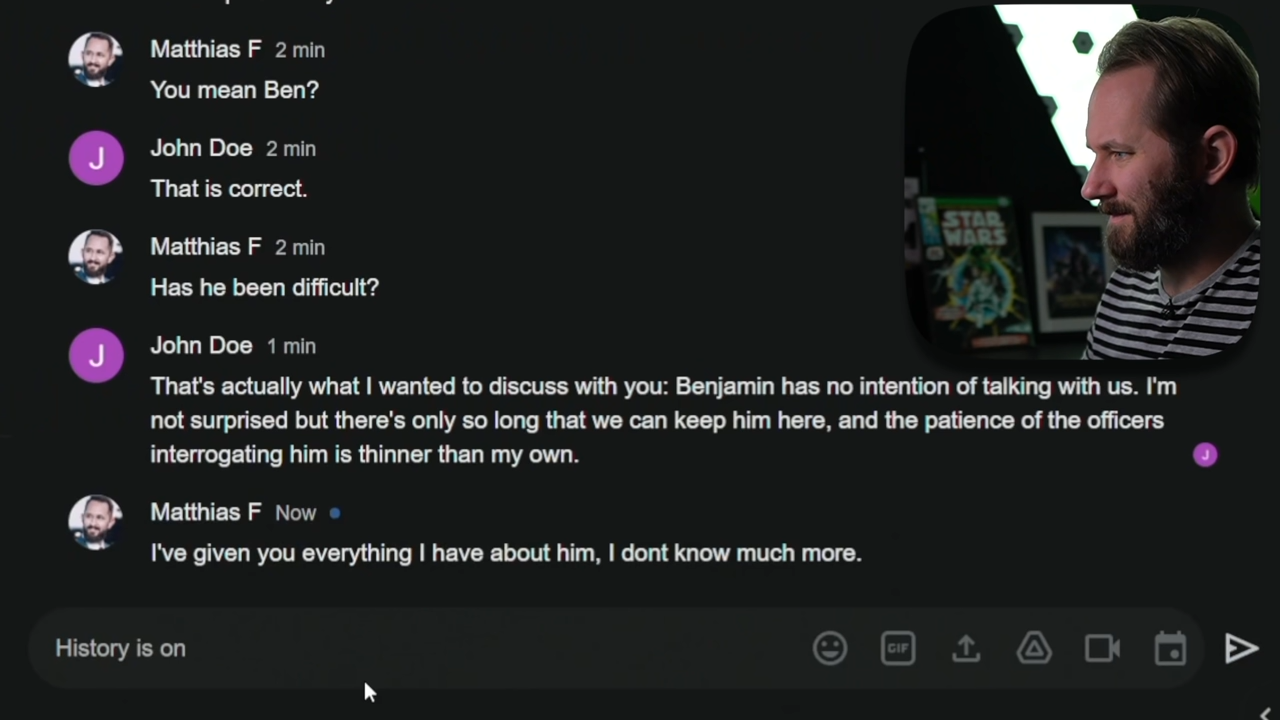 Matthias F 2 min
You mean Ben?
John Doe 2 min
J
That is correct.
Matthias F 2 min
Has he been difficult?
John Doe 1 min
J
That's actually what I wanted to discuss with you: Benjamin has no intention of talking with us. I'm
not surprised but there's only so long that we can keep him here, and the patience of the officers
interrogating him is thinner than my own.
J
Matthias F Now
I've given you everything I have about him, I dont know much more.
History is on
GIF
STAR
WARS